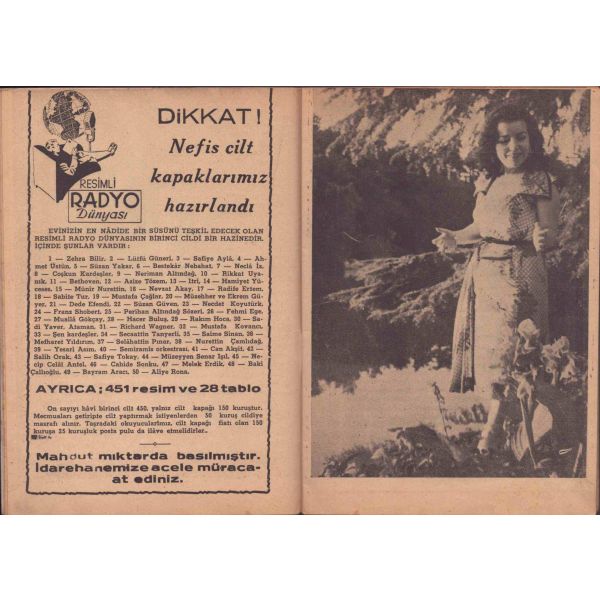 DİKKAT!
Nefis cilt
kapaklarımız
hazırlandı
RESİMLİ
RADYO
Dünyası
EVİNİZİN EN NÂDİDE BİR SÜSÜNÜ TEŞKİL EDECEK OLAN
RESİMLİ RADYO DÜNYASININ BİRİNCİ CİLDİ BİR HAZİNEDİR.
İÇİNDE ŞUNLAR VARDIR:
1 — Zehra Bilir, 2 — Lütfü Güneri, 3 — Safiye Aylâ, 4 — Ah-
met Üstün, 5 — Süzan Yakar, 6 — Bestekâr Nebahat, 7 — Neclâ İz.
8 — Coşkun Kardeşler, 9 — Neriman Altındağ, 10 — Rikkat Uya-
nık, 11 — Bethoven, 12 — Azize Tözem, 13 — Itri, 14 — Hamiyet Yü-
ceses, 15 — Münir Nurettin, 16 — Nevzat Akay, 17 — Radife Ertem,
18 — Sabite Tur, 19 — Mustafa Çağlar, 20 — Müzehher ve Ekrem Gü-
yer, 21 — Dede Efendi, 22 — Süzan Güven, 23 — Necdet Koyutürk,
24 — Franz Shobert, 25 — Perihan Altındağ Sözeri, 26 — Fehmi Ege,
27 — Muallâ Gökçay, 28 — Hacer Buluş, 29 — Rakım Hoca, 30 — Sa-
di Yaver Ataman, 31 — Richard Wagner, 32 — Mustafa Kovancı,
33 — Şen kardeşler, 34 — Secaattin Tanyerli, 35 — Saime Sinan, 36 —
Mefharet Yıldırım, 37 — Selâhattin Pınar, 38 — Nurettin Çamlıdağ,
39 — Yesari Asım, 40 — Semiramis orkestrası, 41 — Can Akşit, 42 —
Salih Orak, 43 — Safiye Tokay, 44 — Müzeyyen Senar Işıl, 45 — Ne-
cip Celâl Antel, 46 — Cahide Sonku, 47 — Melek Erdik, 48 — Baki
Çallıoğlu, 49 — Bayram Aracı, 50 — Aliye Rona.
AYRICA; 451 resim ve 28 tablo
On sayıyı hâvi birinci cilt 450, yalnız cilt kapağı 150 kuruştur.
Mecmuaları getiripte cilt yaptırmak istiyenlerden 50 kuruş cildiye
masrafı alınır. Taşradaki okuyucularımız, cilt kapağı fiatı olan 150
kuruşa 25 kuruşluk posta pulu da ilâve etmelidirler..
Mahdut miktarda basılmıştır.
İdarehanemize acele müraca-
at ediniz.